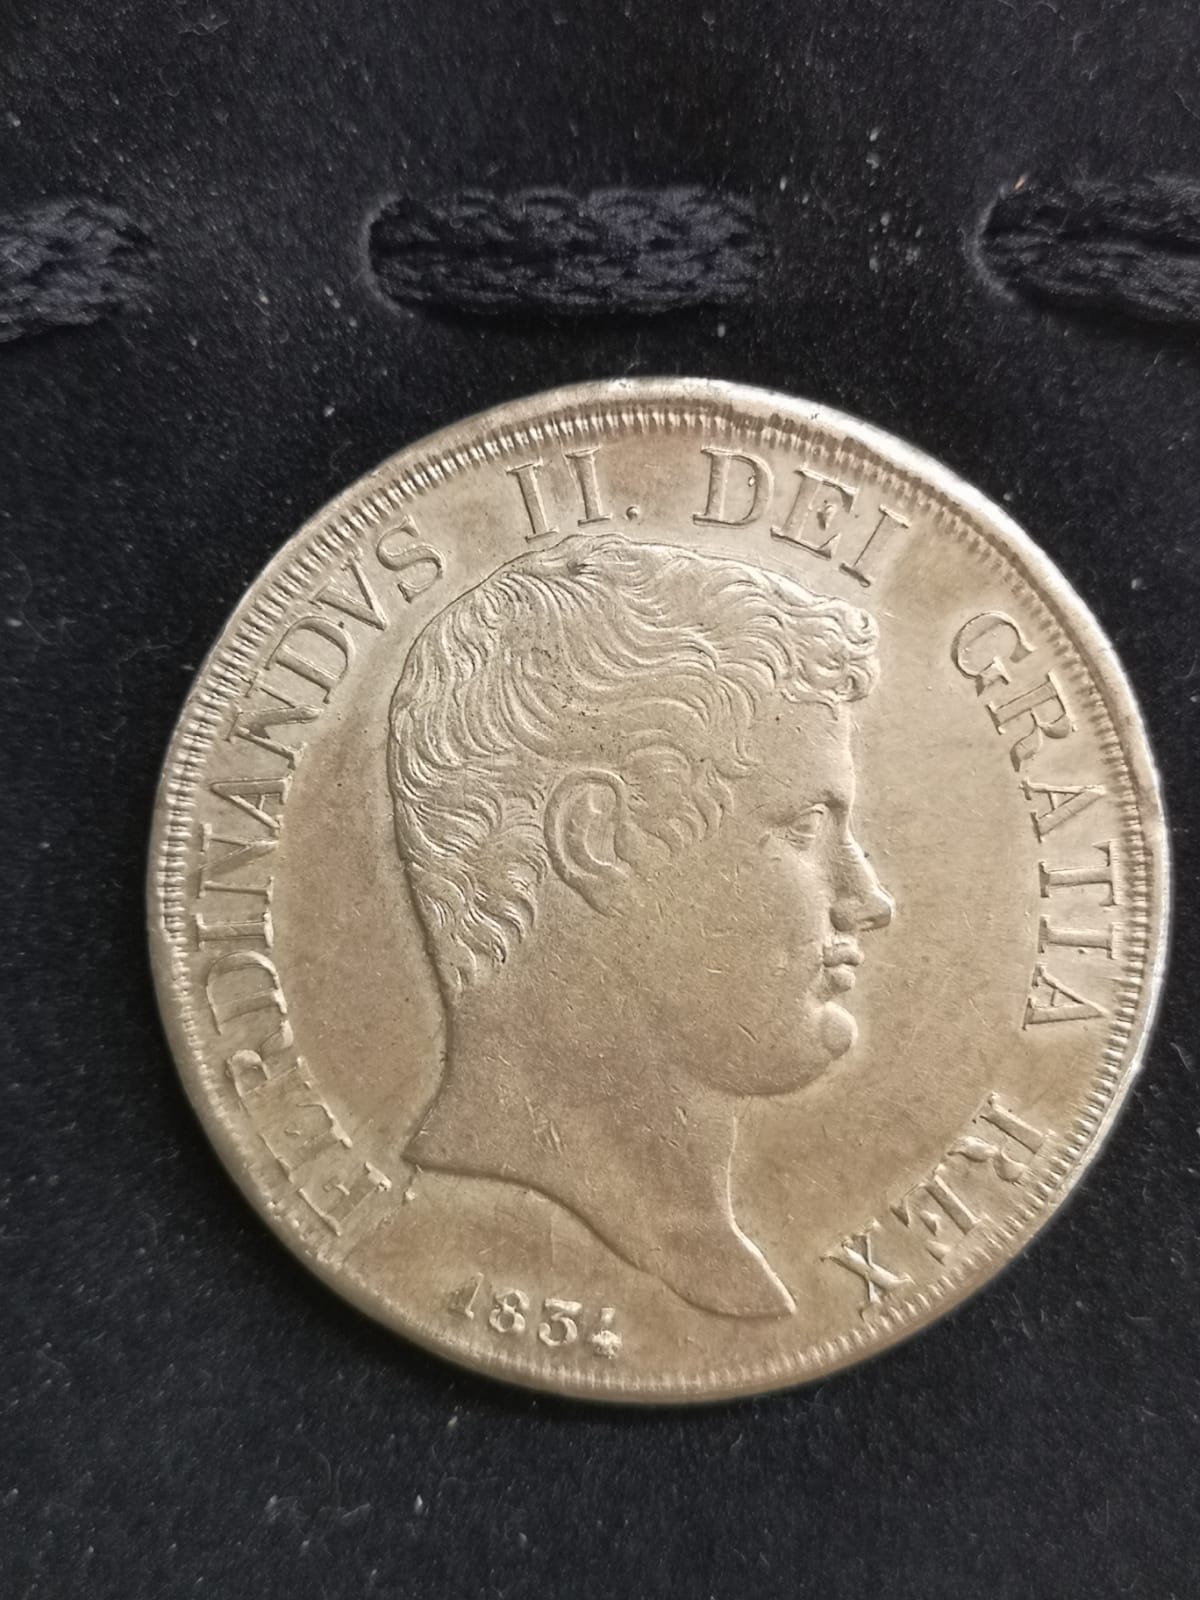 FERDINANDVS II. DEI GRATIA REX
1834